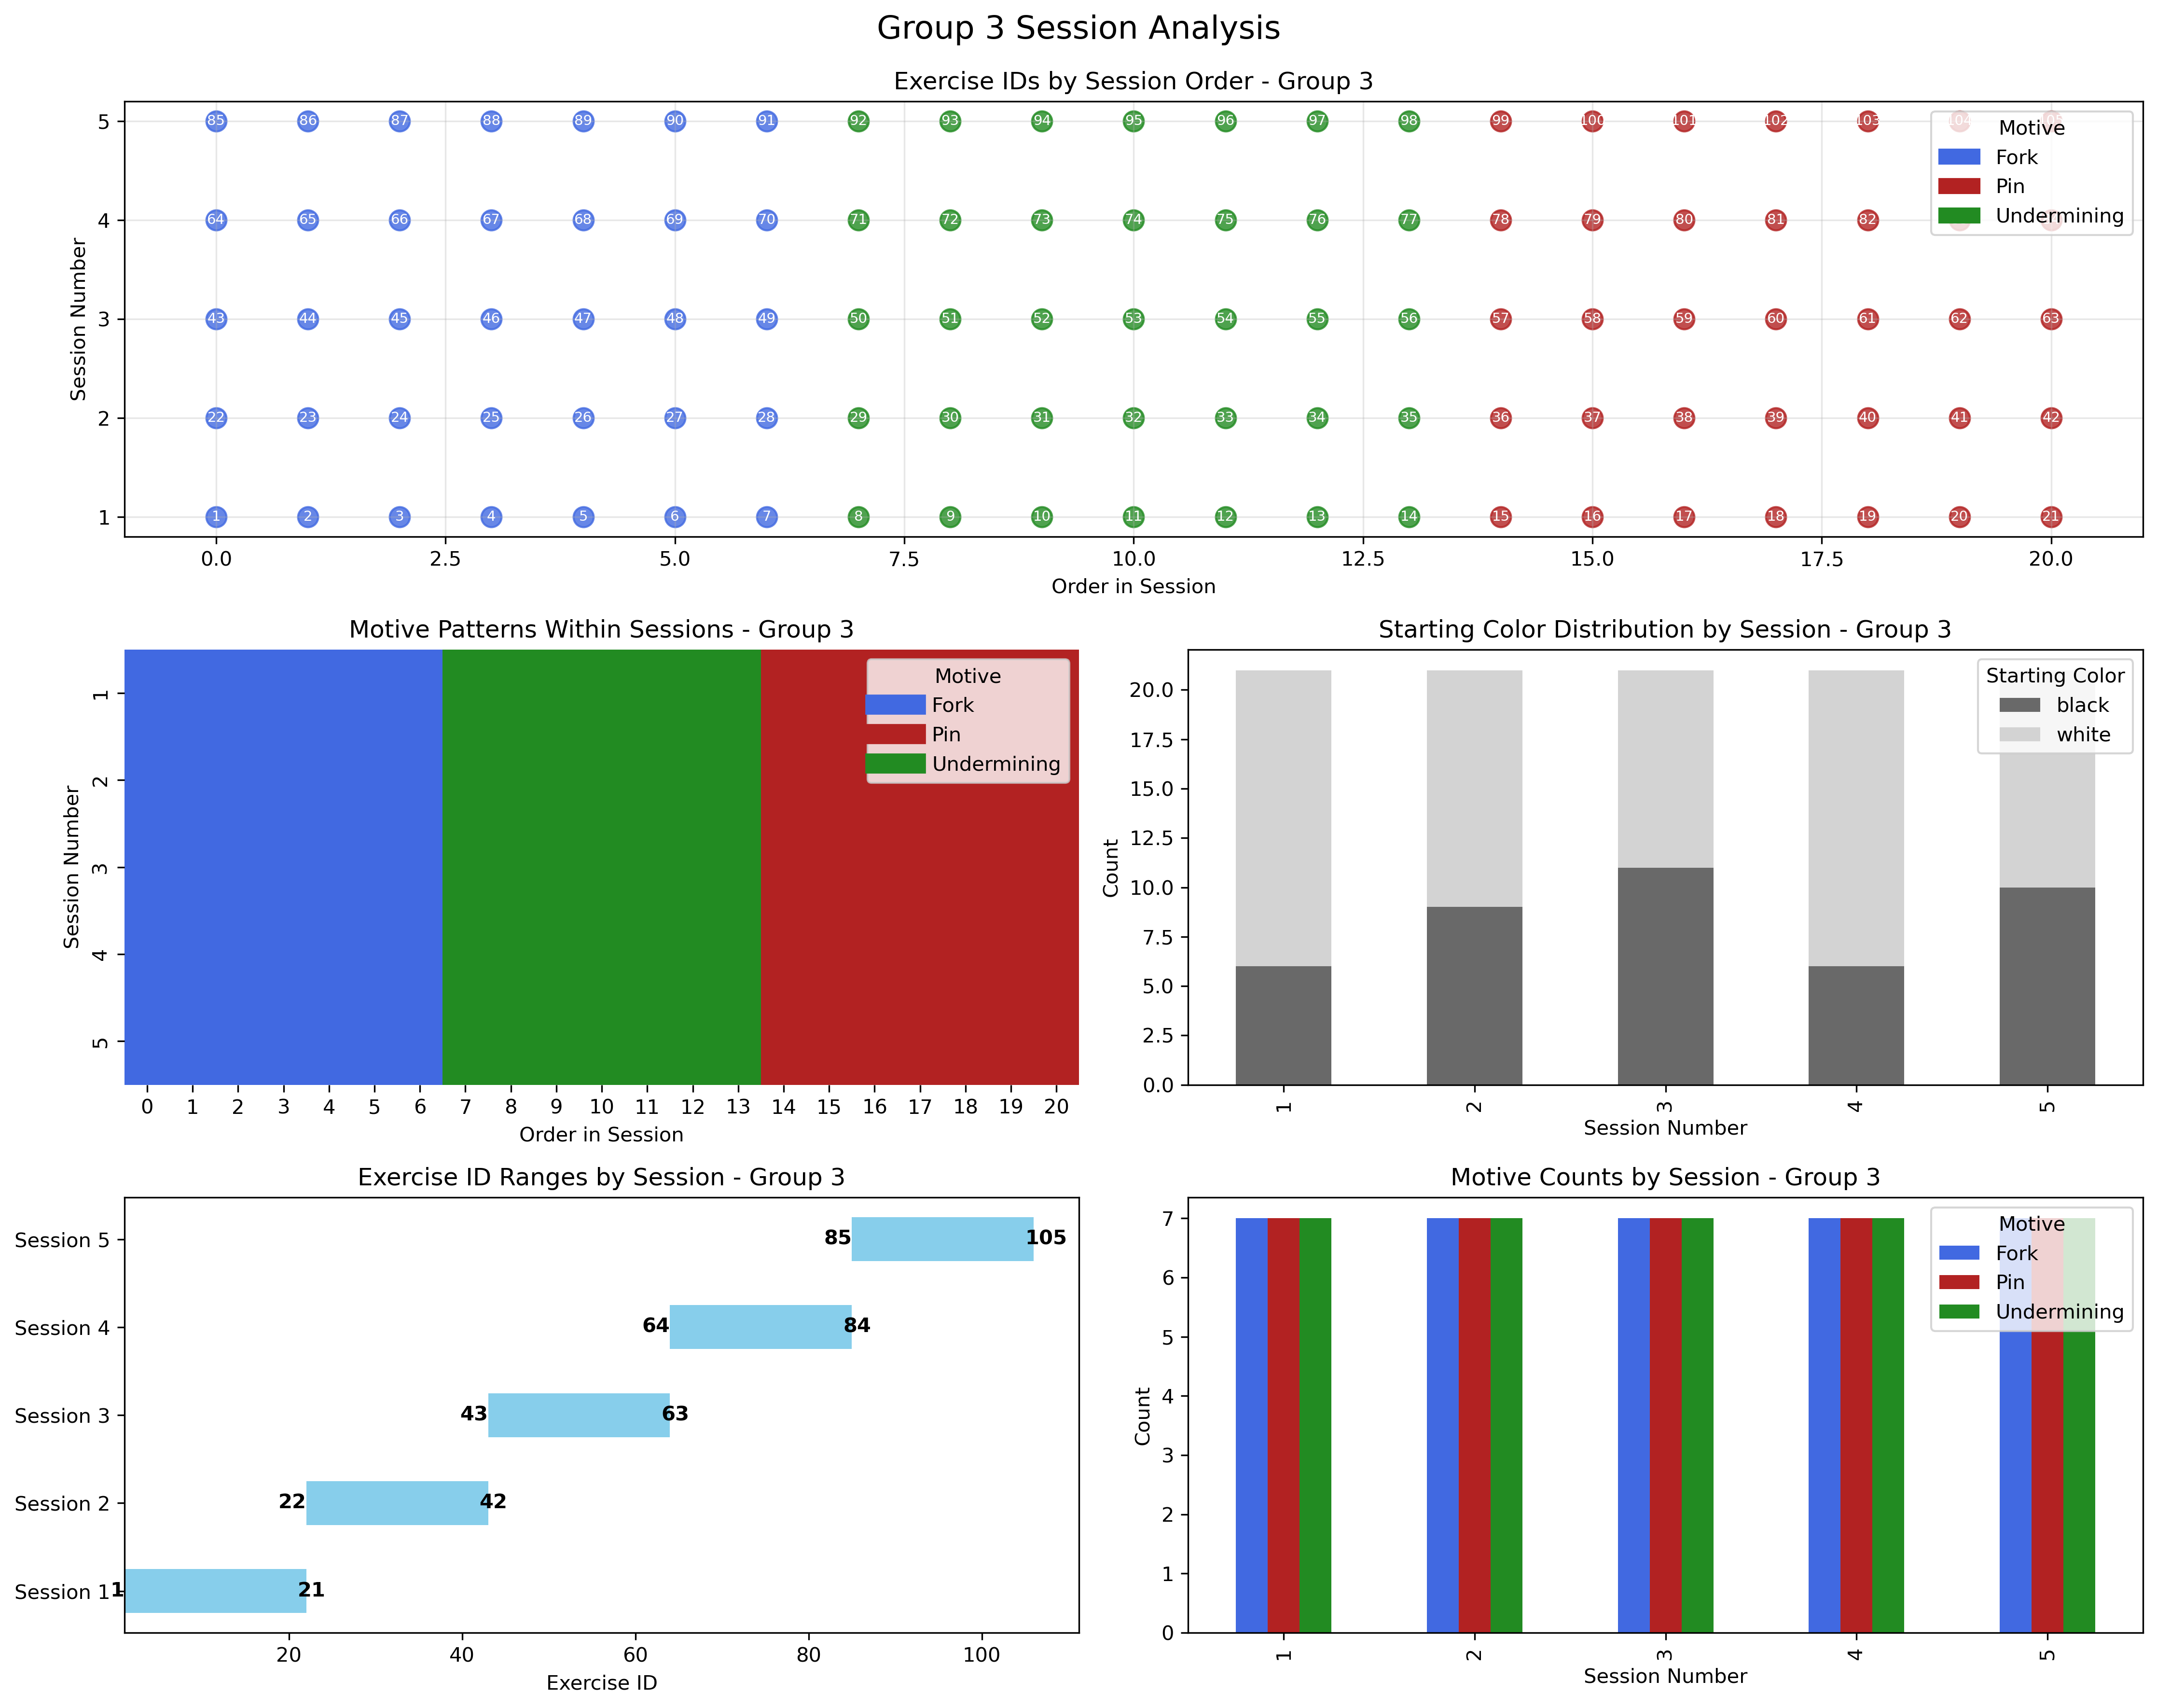 Group 3 Session Analysis
Exercise IDs by Session Order - Group 3
Session Number
5
4
3
2
1
85 86 87 88 89 90 91 92 93 94 95 96 97 98 99 100 101 102 103 104 105
64 65 66 67 68 69 70 71 72 73 74 75 76 77 78 79 80 81 82
43 44 45 46 47 48 49 50 51 52 53 54 55 56 57 58 59 60 61 62 63
22 23 24 25 26 27 28 29 30 31 32 33 34 35 36 37 38 39 40 41 42
1 2 3 4 5 6 7 8 9 10 11 12 13 14 15 16 17 18 19 20 21
Motive
Fork
Pin
Undermining
0.0 2.5 5.0 7.5 10.0 12.5 15.0 17.5 20.0
Order in Session
Motive Patterns Within Sessions - Group 3
Session Number
1
2
3
4
5
Motive
Fork
Pin
Undermining
0 1 2 3 4 5 6 7 8 9 10 11 12 13 14 15 16 17 18 19 20
Order in Session
Starting Color Distribution by Session - Group 3
Count
20.0
17.5
15.0
12.5
10.0
7.5
5.0
2.5
0.0
Starting Color
black
white
1 2 3 4 5
Session Number
Exercise ID Ranges by Session - Group 3
Session 5 85 105
Session 4 64 84
Session 3 43 63
Session 2 22 42
Session 1 1 21
20 40 60 80 100
Exercise ID
Motive Counts by Session - Group 3
Count
7
6
5
4
3
2
1
0
Motive
Fork
Pin
Undermining
1 2 3 4 5
Session Number